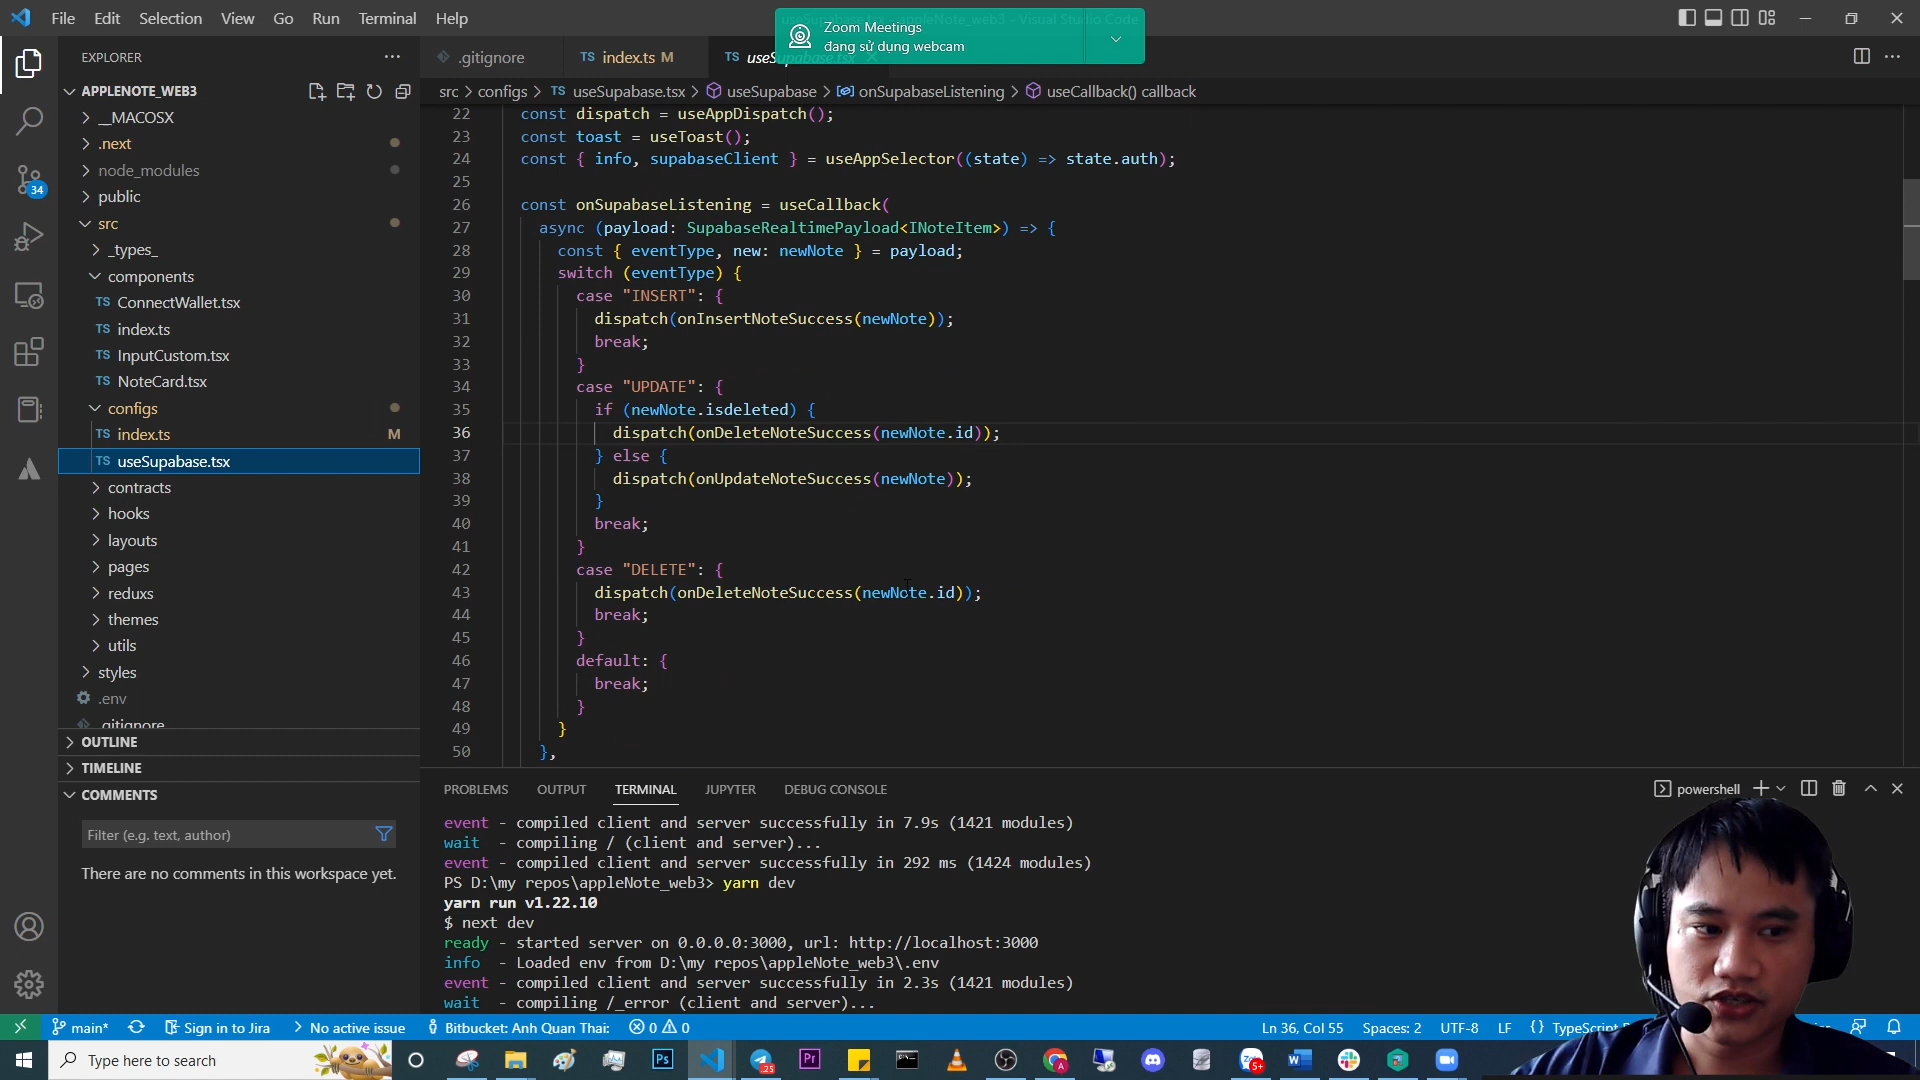 File Edit Selection View Go Run Terminal Help
Zoom Meetings
đang sử dụng webcam
EXPLORER
.gitignore
TS index.ts M
TS useSupabase.tsx
APPLENOTE_WEB3
src > configs > TS useSupabase.tsx > useSupabase > onSupabaseListening > useCallback() callback
__MACOSX
.next
node_modules
public
src
_types_
components
TS ConnectWallet.tsx
TS index.ts
TS InputCustom.tsx
TS NoteCard.tsx
configs
TS index.ts M
TS useSupabase.tsx
contracts
hooks
layouts
pages
reduxs
themes
utils
styles
.env
.gitignore
OUTLINE
TIMELINE
COMMENTS
Filter (e.g. text, author)
There are no comments in this workspace yet.
34
22 const dispatch = useAppDispatch();
23 const toast = useToast();
24 const { info, supabaseClient } = useAppSelector((state) => state.auth);
25
26 const onSupabaseListening = useCallback(
27 async (payload: SupabaseRealtimePayload<INoteItem>) => {
28 const { eventType, new: newNote } = payload;
29 switch (eventType) {
30 case "INSERT": {
31 dispatch(onInsertNoteSuccess(newNote));
32 break;
33 }
34 case "UPDATE": {
35 if (newNote.isdeleted) {
36 dispatch(onDeleteNoteSuccess(newNote.id));
37 } else {
38 dispatch(onUpdateNoteSuccess(newNote));
39 }
40 break;
41 }
42 case "DELETE": {
43 dispatch(onDeleteNoteSuccess(newNote.id));
44 break;
45 }
46 default: {
47 break;
48 }
49 }
50 },
PROBLEMS OUTPUT TERMINAL JUPYTER DEBUG CONSOLE
powershell
event - compiled client and server successfully in 7.9s (1421 modules)
wait - compiling / (client and server)...
event - compiled client and server successfully in 292 ms (1424 modules)
PS D:\my repos\appleNote_web3> yarn dev
yarn run v1.22.10
$ next dev
ready - started server on 0.0.0.0:3000, url: http://localhost:3000
info - Loaded env from D:\my repos\appleNote_web3\.env
event - compiled client and server successfully in 2.3s (1421 modules)
wait - compiling /_error (client and server)...
main* Sign in to Jira No active issue Bitbucket: Anh Quan Thai: 0 0 Ln 36, Col 55 Spaces: 2 UTF-8 LF {} TypeScript
Type here to search